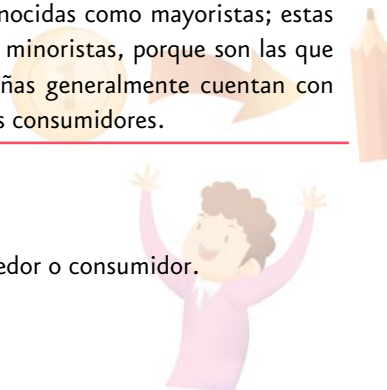 nocidas como mayoristas; estas
minoristas, porque son las que
ñas generalmente cuentan con
s consumidores.
edor o consumidor.